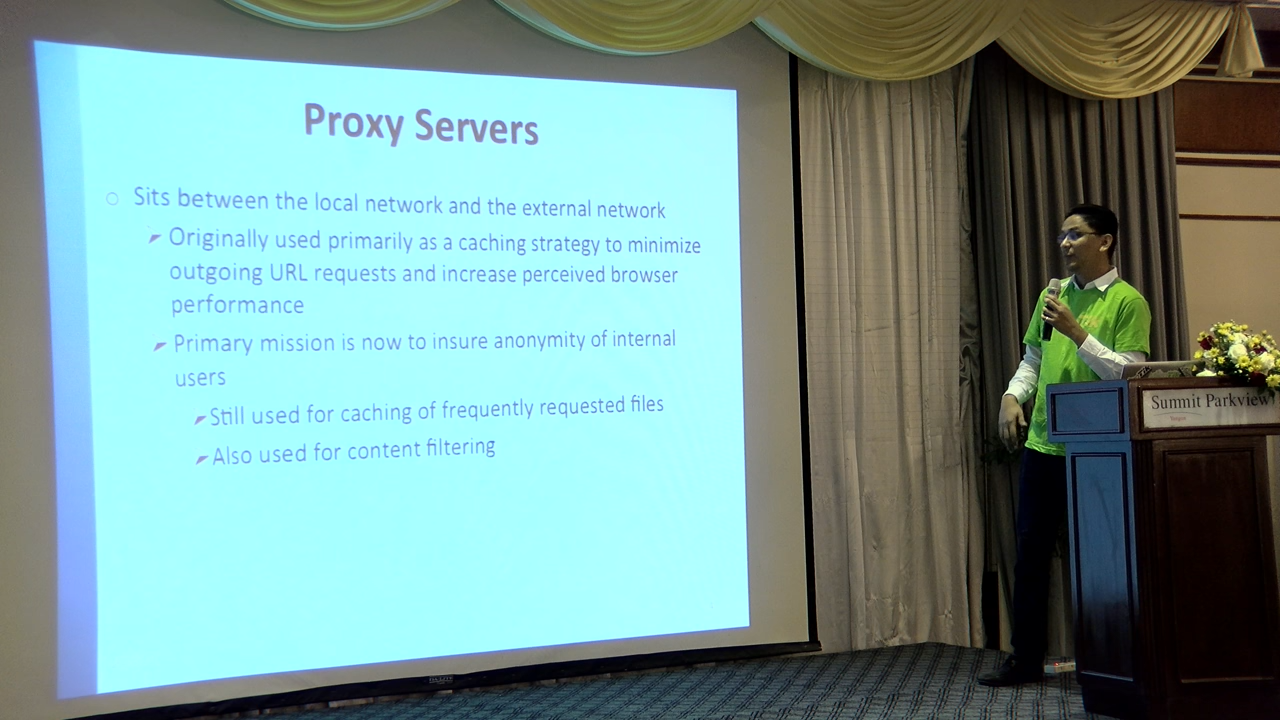 Proxy Servers
Sits between the local network and the external network
Originally used primarily as a caching strategy to minimize
outgoing URL requests and increase perceived browser
performance
Primary mission is now to insure anonymity of internal
users
Still used for caching of frequently requested files
Also used for content filtering
Summit Parkview